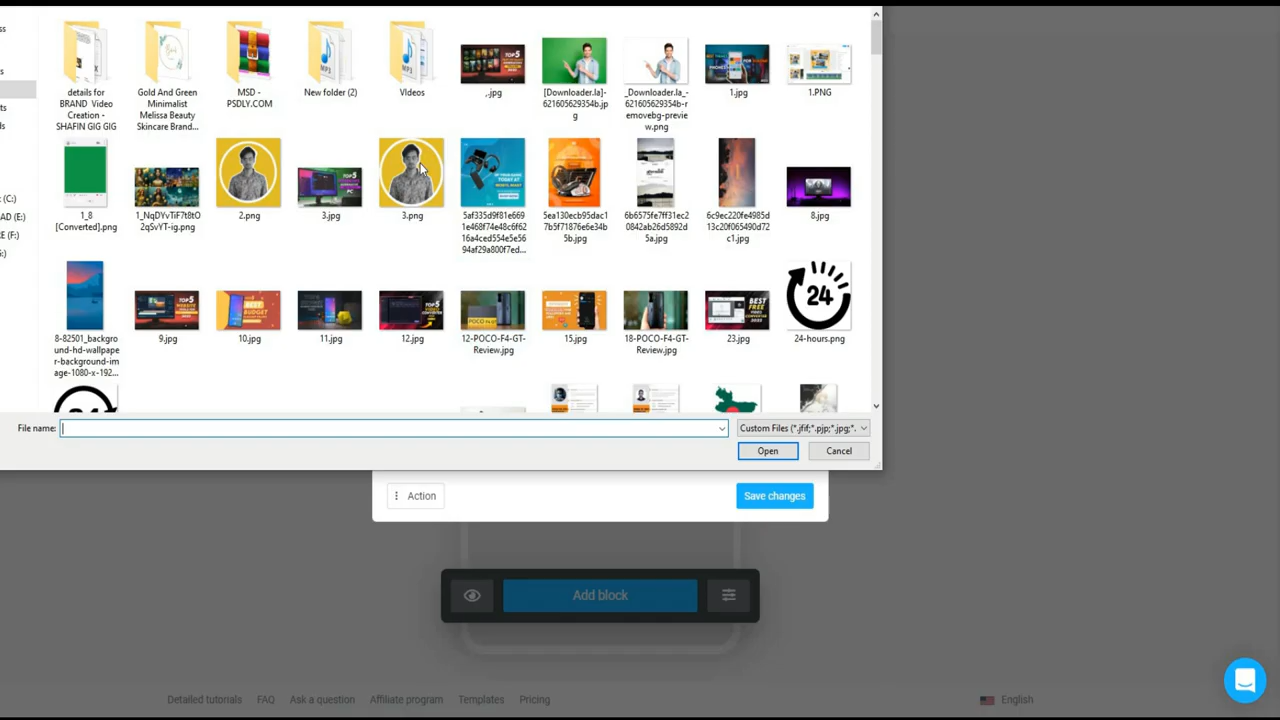 details for
BRAND Video
Creation -
SHAFIN GIG GIG
Gold And Green
Minimalist
Melissa Beauty
Skincare Brand...
MSD -
PSDLY.COM
New folder (2)
VIdeos
,.jpg
[Downloader.la]-
621605629354b.jp
g
_Downloader.la_-
621605629354b-r
emovebg-previe
w.png
1.jpg
1.PNG
1_8
[Converted].png
1_NqDYvTiF7t8tO
2qSvYT-ig.png
2.png
3.jpg
3.png
5af335d9f81e669
1e468f74e48c6f62
16a4ced554e5e56
94af29a800f7ed...
5ea130ecb95dac1
7b5f71876e6e34b
5b.jpg
6b6575fe7ff31ec2
0842ab26d5892d
5a.jpg
6c9ec220fe4985d
13c20f065490d72
c1.jpg
8.jpg
8-82501_backgro
und-hd-wallpape
r-background-im
age-1080-x-192...
9.jpg
10.jpg
11.jpg
12.jpg
12-POCO-F4-GT-
Review.jpg
15.jpg
18-POCO-F4-GT-
Review.jpg
23.jpg
24
24-hours.png
(C:)
AD (E:)
E (F:)
File name:
Custom Files (*.jfif;*.pjp;*.jpg;*.
Open
Cancel
Action
Save changes
Add block
Detailed tutorials
FAQ
Ask a question
Affiliate program
Templates
Pricing
English